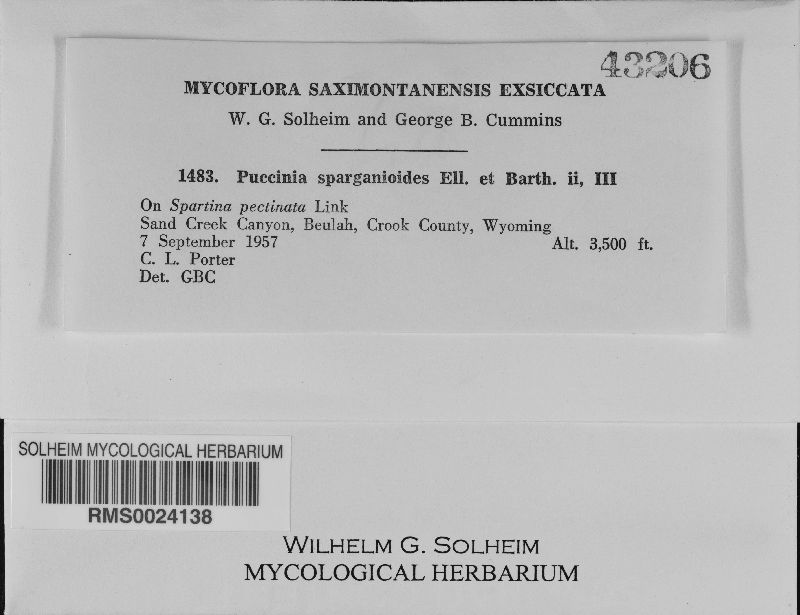 43206
MYCOFLORA SAXIMONTANENSIS EXSICCATA
W. G. Solheim and George B. Cummins
1483. Puccinia sparganioides Ell. et Barth. ii, III
On Spartina pectinata Link
Sand Creek Canyon, Beulah, Crook County, Wyoming
7 September 1957 Alt. 3,500 ft.
C. L. Porter
Det. GBC
SOLHEIM MYCOLOGICAL HERBARIUM
RMS0024138
WILHELM G. SOLHEIM
MYCOLOGICAL HERBARIUM